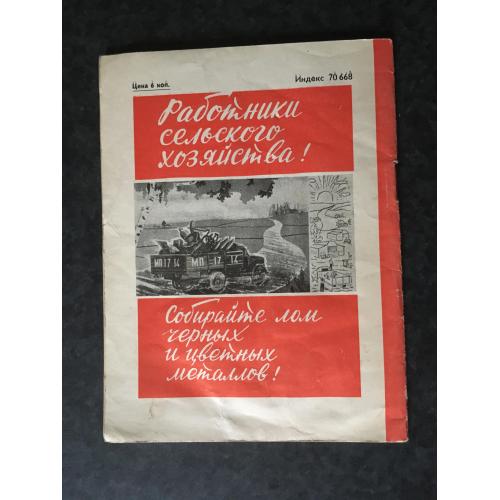 Цена 6 коп.
Индекс 70 668
Работники
сельского
хозяйства!
МП 17 14 МП 17 14
Собирайте лом
черных
и цветных
металлов!